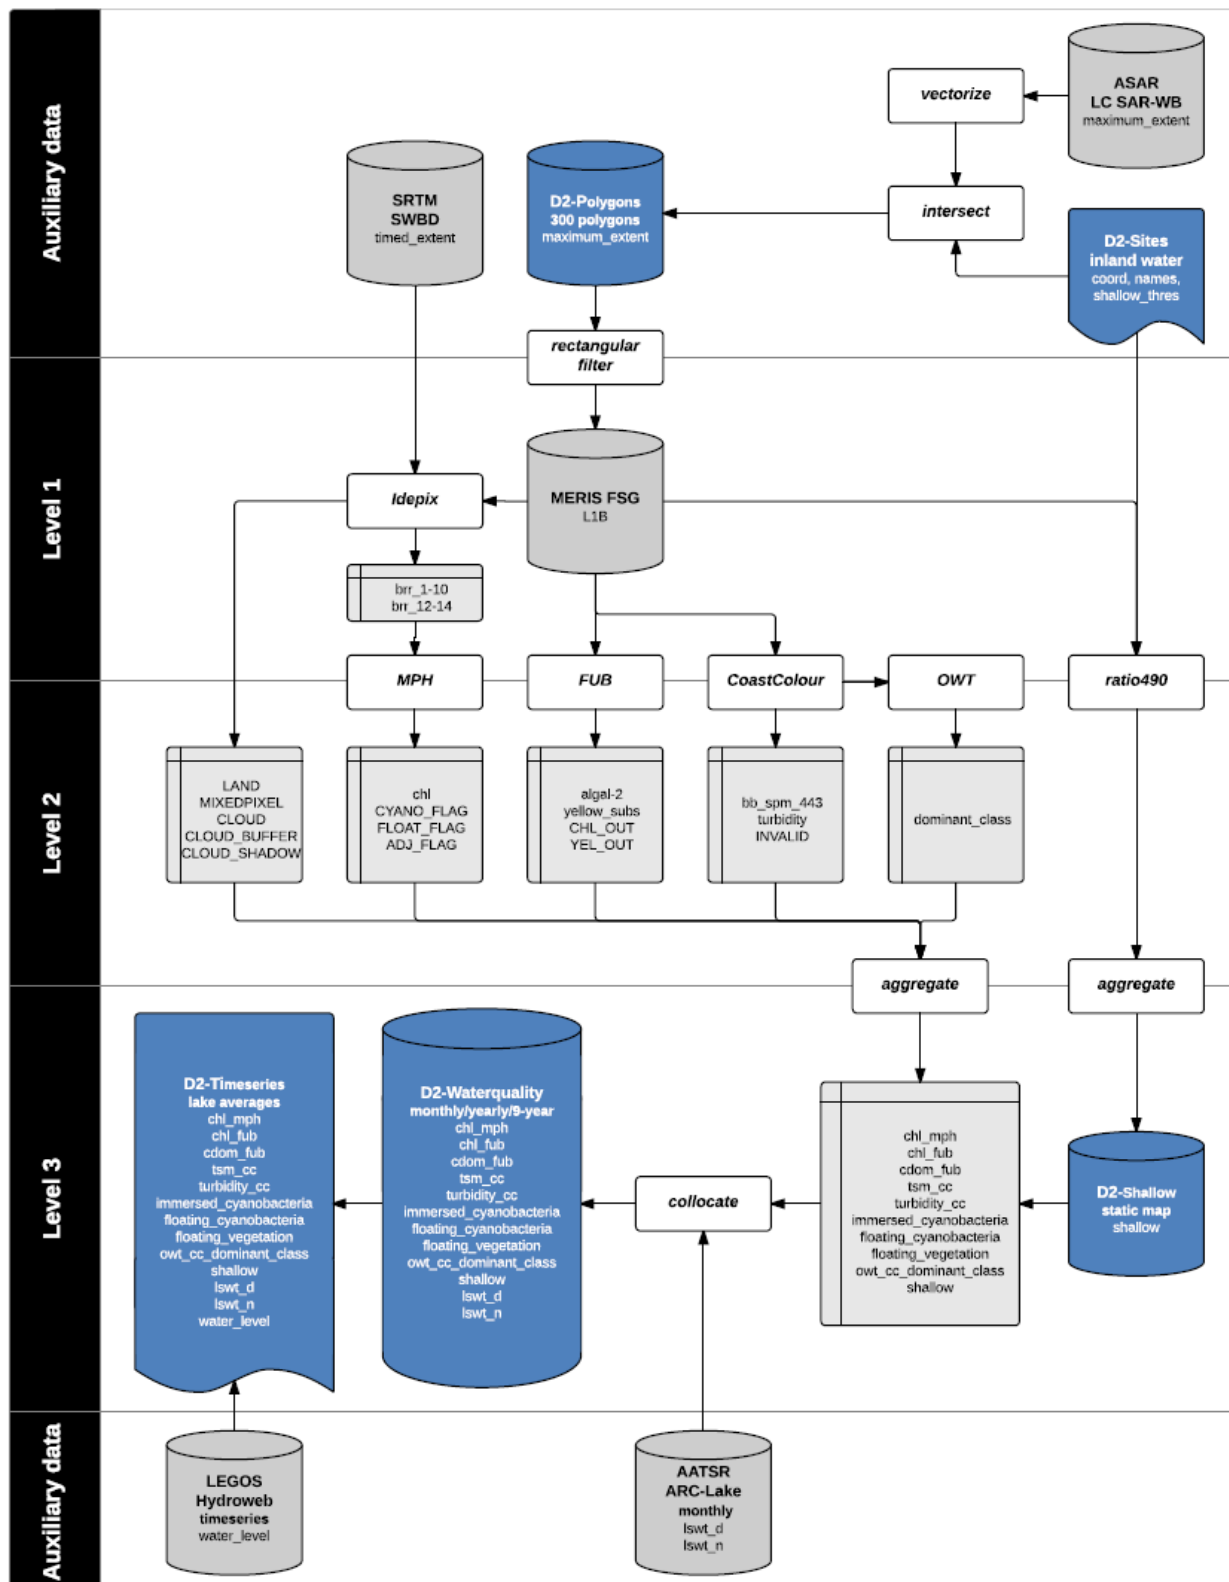 Auxiliary data
ASAR
LC SAR-WB
maximum_extent
vectorize
SRTM
SWBD
timed_extent
D2-Polygons
300 polygons
maximum_extent
intersect
D2-Sites
inland water
coord, names,
shallow_thres
rectangular
filter
Level 1
Idepix
MERIS FSG
L1B
brr_1-10
brr_12-14
MPH
FUB
CoastColour
OWT
ratio490
Level 2
LAND
MIXEDPIXEL
CLOUD
CLOUD_BUFFER
CLOUD_SHADOW
chl
CYANO_FLAG
FLOAT_FLAG
ADJ_FLAG
algal-2
yellow_subs
CHL_OUT
YEL_OUT
bb_spm_443
turbidity
INVALID
dominant_class
aggregate
aggregate
Level 3
D2-Timeseries
lake averages
chl_mph
chl_fub
cdom_fub
tsm_cc
turbidity_cc
immersed_cyanobacteria
floating_cyanobacteria
floating_vegetation
owt_cc_dominant_class
shallow
lswt_d
lswt_n
water_level
D2-Waterquality
monthly/yearly/9-year
chl_mph
chl_fub
cdom_fub
tsm_cc
turbidity_cc
immersed_cyanobacteria
floating_cyanobacteria
floating_vegetation
owt_cc_dominant_class
shallow
lswt_d
lswt_n
collocate
chl_mph
chl_fub
cdom_fub
tsm_cc
turbidity_cc
immersed_cyanobacteria
floating_cyanobacteria
floating_vegetation
owt_cc_dominant_class
shallow
D2-Shallow
static map
shallow
Auxiliary data
LEGOS
Hydroweb
timeseries
water_level
AATSR
ARC-Lake
monthly
lswt_d
lswt_n